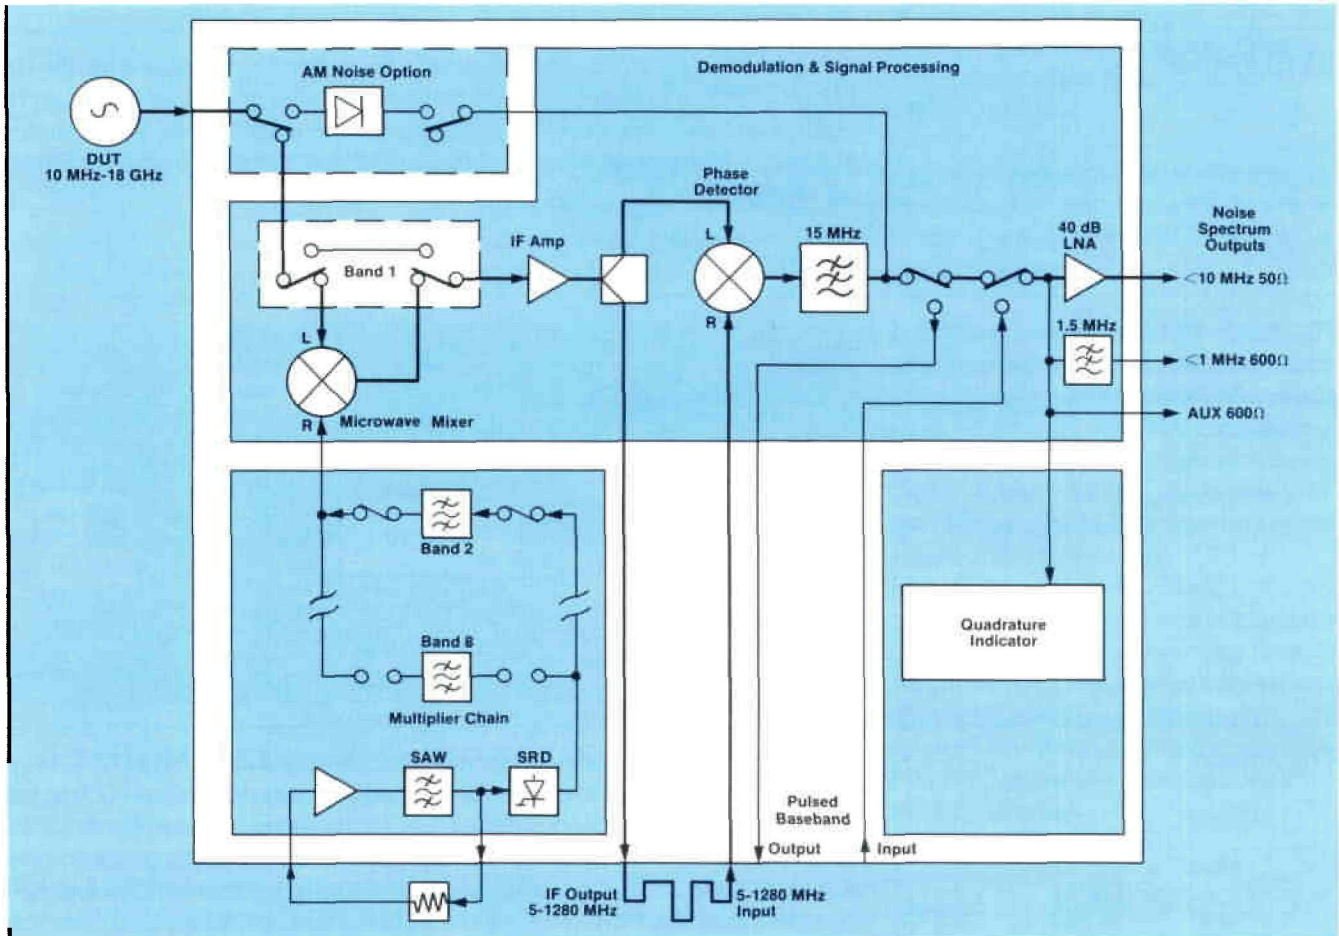 AM Noise Option
Demodulation & Signal Processing
DUT
10 MHz-18 GHz
Phase
Detector
Noise
Spectrum
Outputs
IF Amp
L
15 MHz
40 dB
LNA
Band 1
<10 MHz 50Ω
R
1.5 MHz
L
<1 MHz 600Ω
R
Microwave Mixer
AUX 600Ω
Band 2
Quadrature
Indicator
Band 8
Multiplier Chain
SAW
SRD
Pulsed
Baseband
Output
Input
IF Output
5-1280 MHz
5-1280 MHz
Input